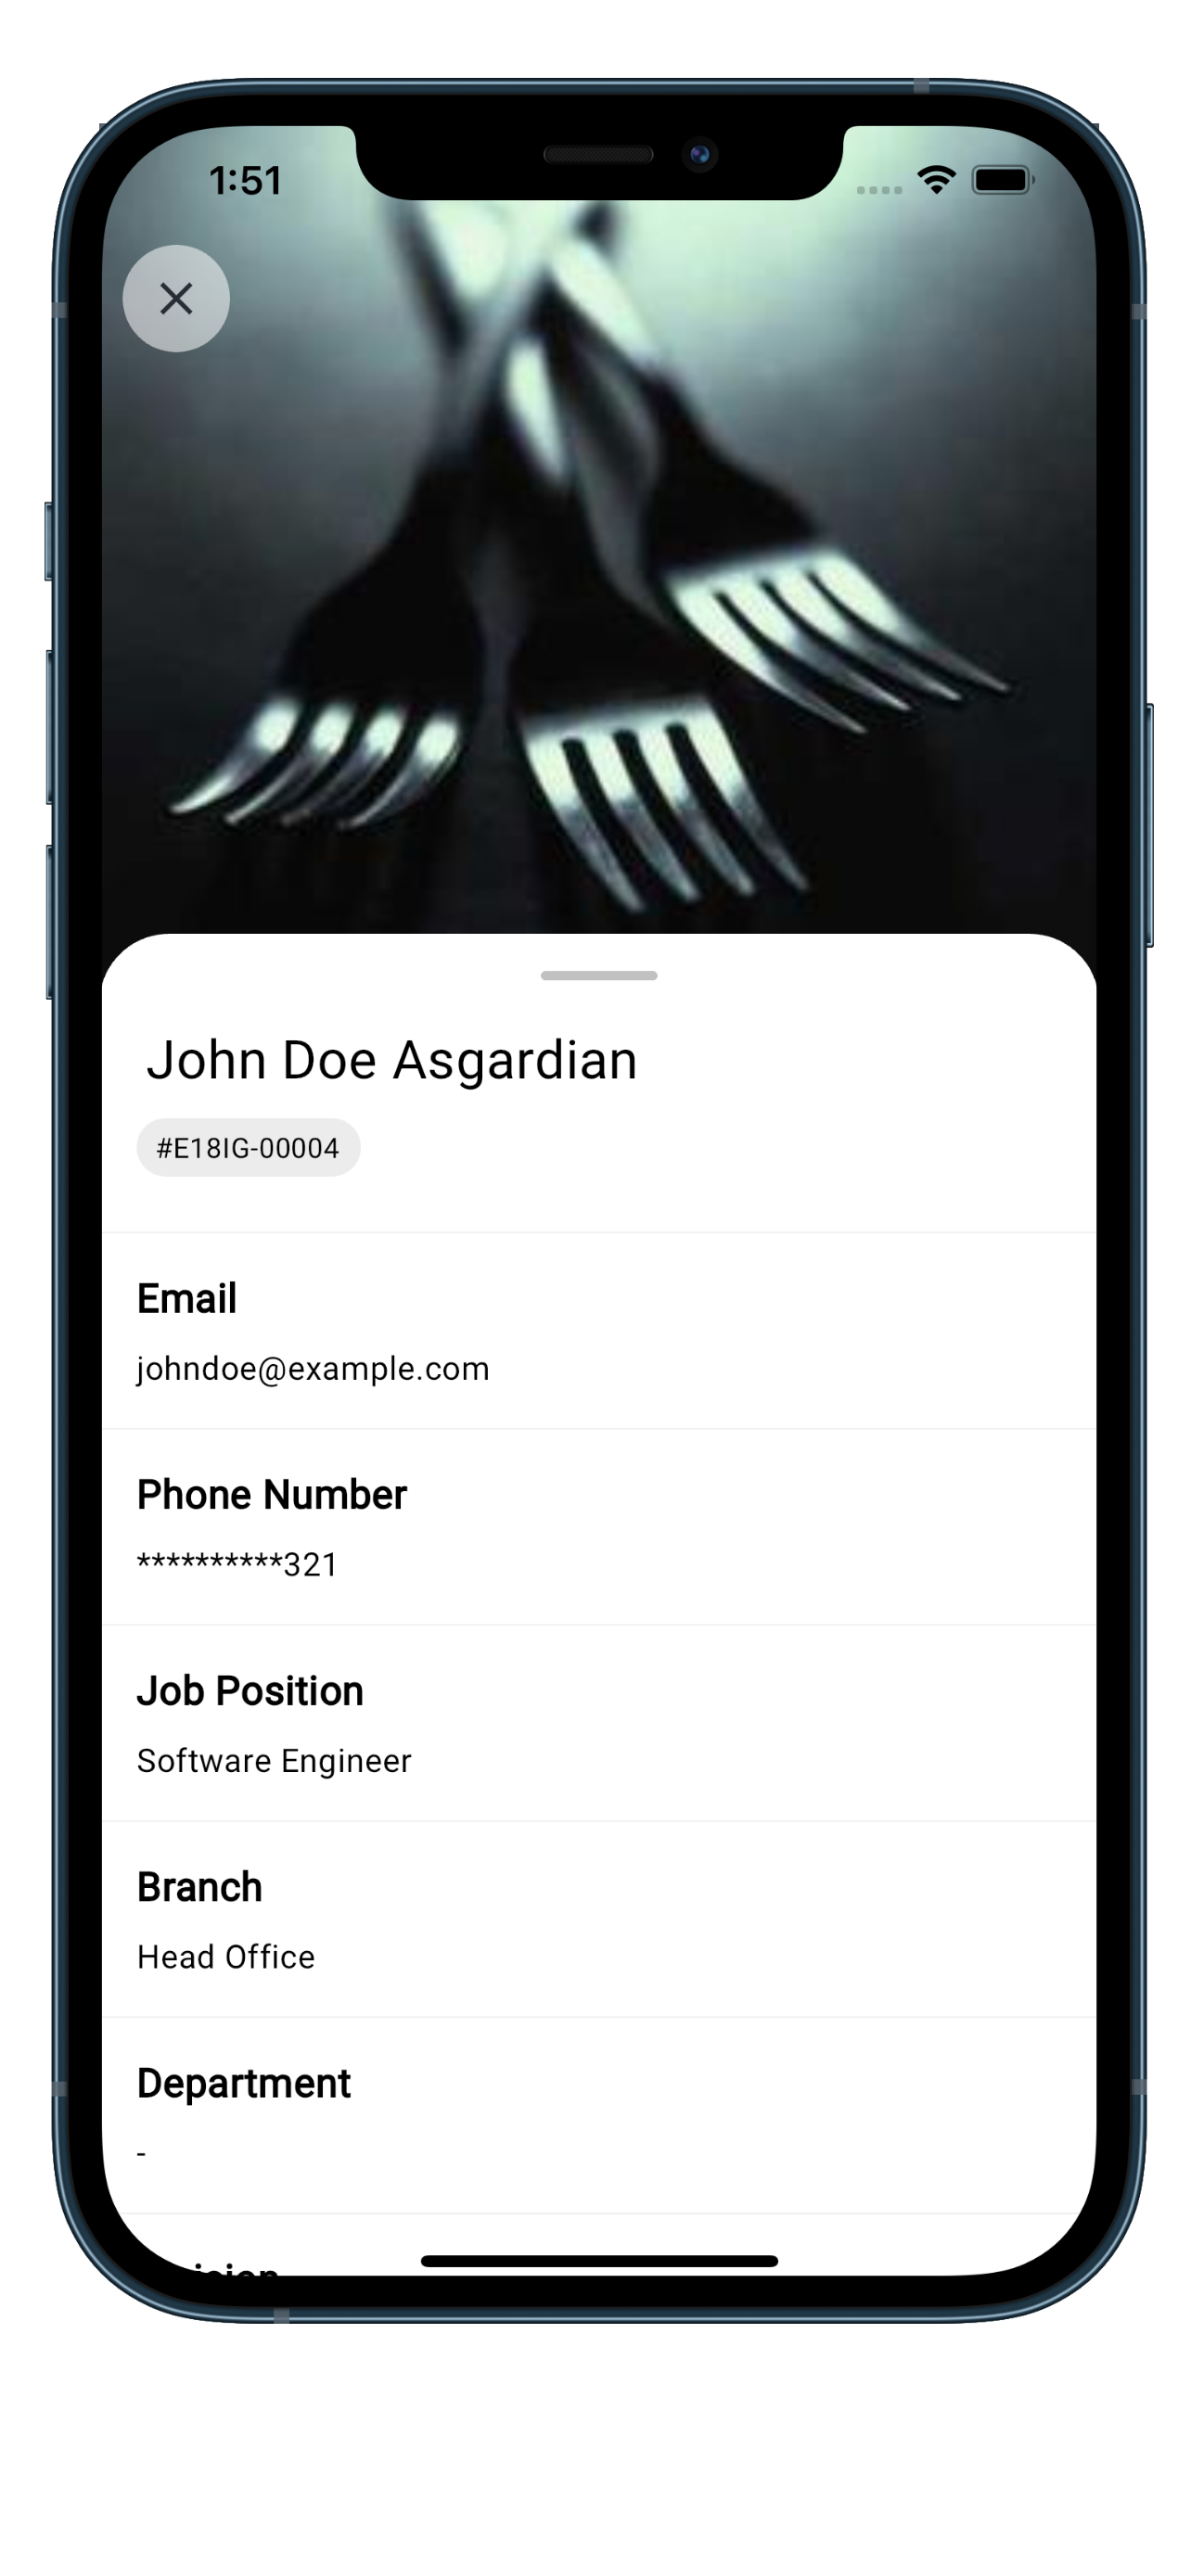 1:51
John Doe Asgardian
#E18IG-00004
Email
johndoe@example.com
Phone Number
**********321
Job Position
Software Engineer
Branch
Head Office
Department
-